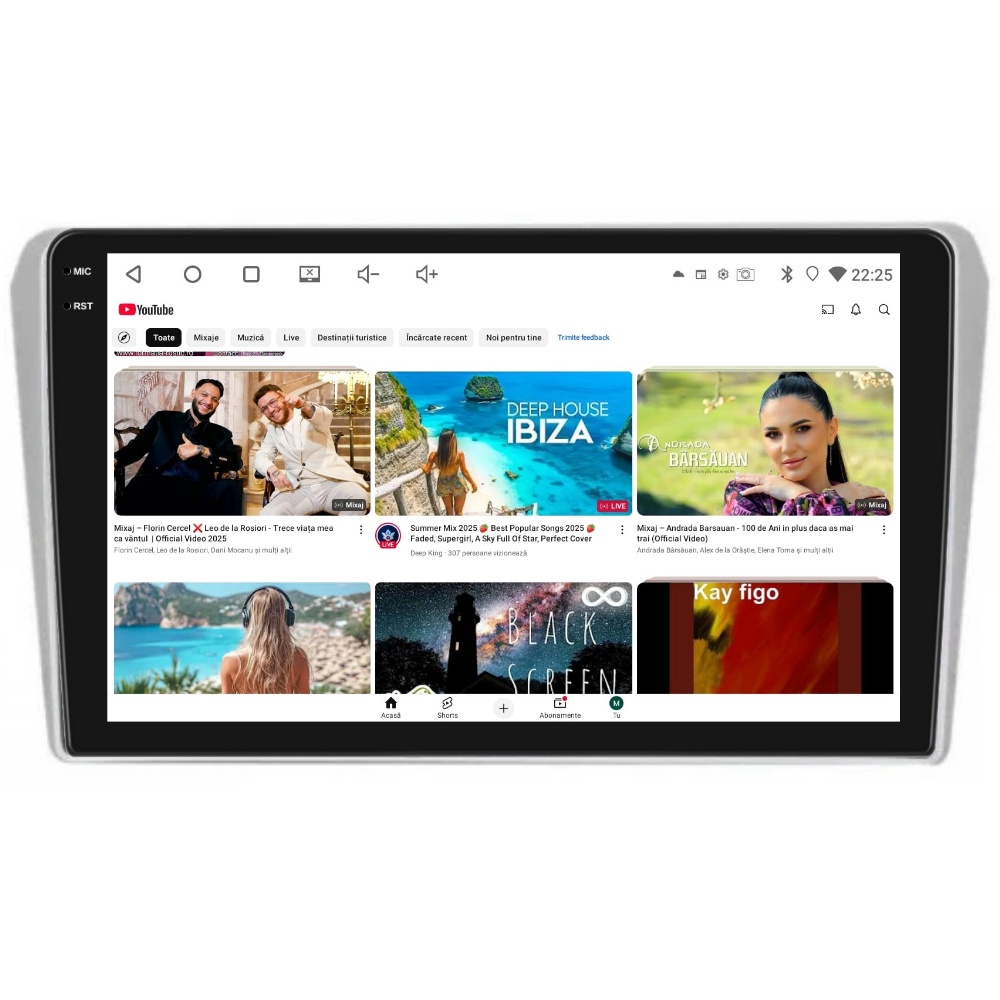 MIC
RST
22:25
YouTube
Toate Mixaje Muzică Live Destinații turistice Încărcate recent Noi pentru tine Trimite feedback
Mixaj
DEEP HOUSE
IBIZA
LIVE
ANDRADA
BÂRSĂUAN
Mixaj
Mixaj – Florin Cercel ❌ Leo de la Rosiori - Trece viața mea
ca vântul | Official Video 2025
Florin Cercel, Leo de la Rosiori, Dani Mocanu și mulți alții
LIVE
Summer Mix 2025 🍓 Best Popular Songs 2025 🍓
Faded, Supergirl, A Sky Full Of Star, Perfect Cover
Deep King · 307 persoane vizionează
Mixaj – Andrada Barsauan - 100 de Ani in plus daca as mai
trai (Official Video)
Andrada Bârsăuan, Alex de la Orăștie, Elena Toma și mulți alții
BLACK
SCREEN
Kay figo
Acasă
Shorts
Abonamente
M
Tu